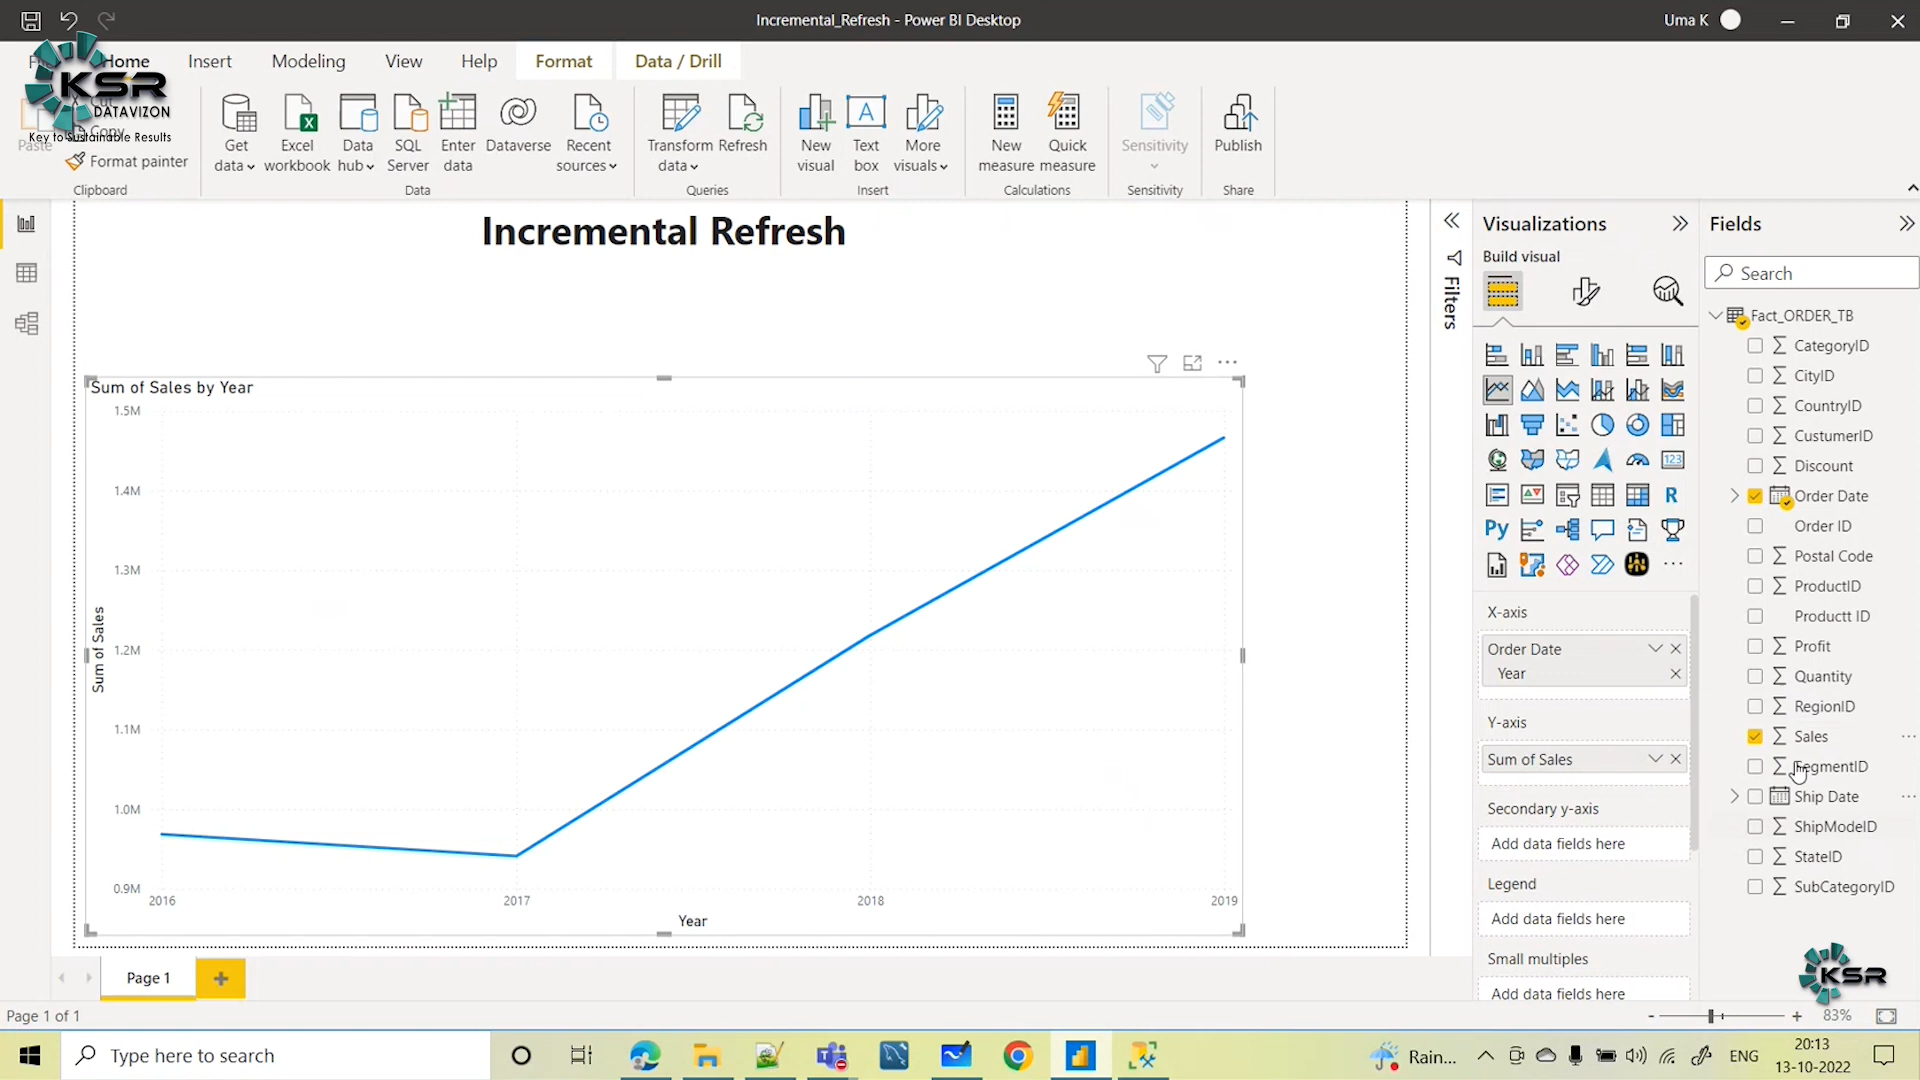 Incremental_Refresh - Power BI Desktop
Uma K
Home
Insert
Modeling
View
Help
Format
Data / Drill
KSR
DATAVIZON
Key to Sustainable Results
Paste
Cut
Copy
Format painter
Clipboard
Get data
Excel workbook
Data hub
SQL Server
Enter data
Dataverse
Recent sources
Data
Transform data
Refresh
Queries
New visual
Text box
More visuals
Insert
New measure
Quick measure
Calculations
Sensitivity
Sensitivity
Publish
Share
Incremental Refresh
Sum of Sales by Year
1.5M
1.4M
1.3M
1.2M
1.1M
1.0M
0.9M
Sum of Sales
2016
2017
2018
2019
Year
Filters
Visualizations
Build visual
123
R
Py
X-axis
Order Date
Year
Y-axis
Sum of Sales
Secondary y-axis
Add data fields here
Legend
Add data fields here
Small multiples
Add data fields here
Fields
Search
Fact_ORDER_TB
CategoryID
CityID
CountryID
CustumerID
Discount
Order Date
Order ID
Postal Code
ProductID
Productt ID
Profit
Quantity
RegionID
Sales
SegmentID
Ship Date
ShipModeID
StateID
SubCategoryID
KSR
Page 1
Page 1 of 1
83%
Type here to search
Rain...
ENG
20:13
13-10-2022